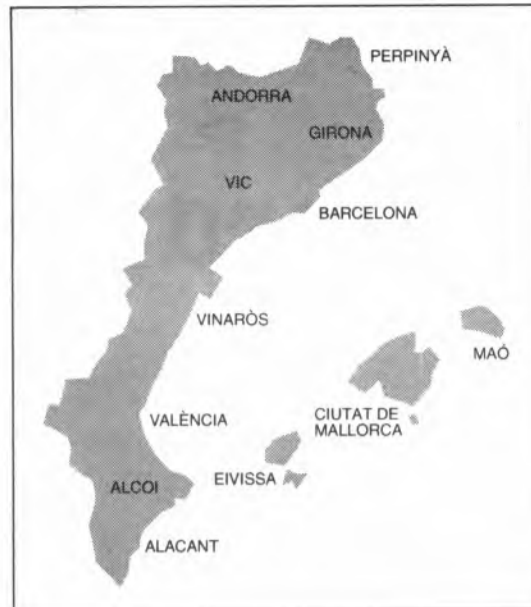 PERPINYÀ
ANDORRA
GIRONA
VIC
BARCELONA
VINARÒS
MAÓ
VALÈNCIA
CIUTAT DE
MALLORCA
EIVISSA
ALCOI
ALACANT